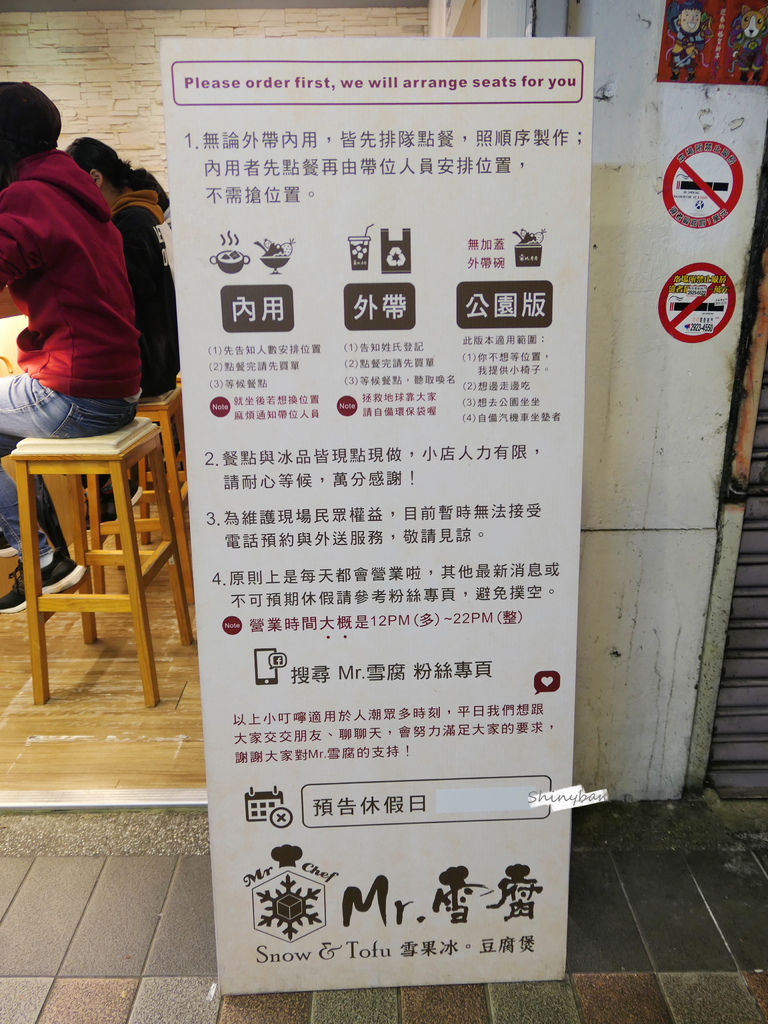 Please order first, we will arrange seats for you
1.無論外帶內用，皆先排隊點餐，照順序製作；
內用者先點餐再由帶位人員安排位置，
不需搶位置。
無加蓋
外帶碗
內用
外帶
公園版
(1)先告知人數安排位置
(2)點餐完請先買單
(3)等候餐點
Note 就坐後若想換位置
麻煩通知帶位人員
(1)告知姓氏登記
(2)點餐完請先買單
(3)等候餐點，聽取喚名
Note 拯救地球靠大家
請自備環保袋喔
此版本適用範圍：
(1)你不想等位置，
我提供小椅子。
(2)想邊走邊吃
(3)想去公園坐坐
(4)自備汽機車坐墊者
2.餐點與冰品皆現點現做，小店人力有限，
請耐心等候，萬分感謝！
3.為維護現場民眾權益，目前暫時無法接受
電話預約與外送服務，敬請見諒。
4.原則上是每天都會營業啦，其他最新消息或
不可預期休假請參考粉絲專頁，避免撲空。
Note 營業時間大概是12PM(多)~22PM(整)
搜尋 Mr.雪腐 粉絲專頁
以上小叮嚀適用於人潮眾多時刻，平日我們想跟
大家交交朋友、聊聊天，會努力滿足大家的要求，
謝謝大家對Mr.雪腐的支持！
預告休假日
Shinyban
Mr Chef
Mr.雪腐
Snow & Tofu 雪果冰。豆腐煲